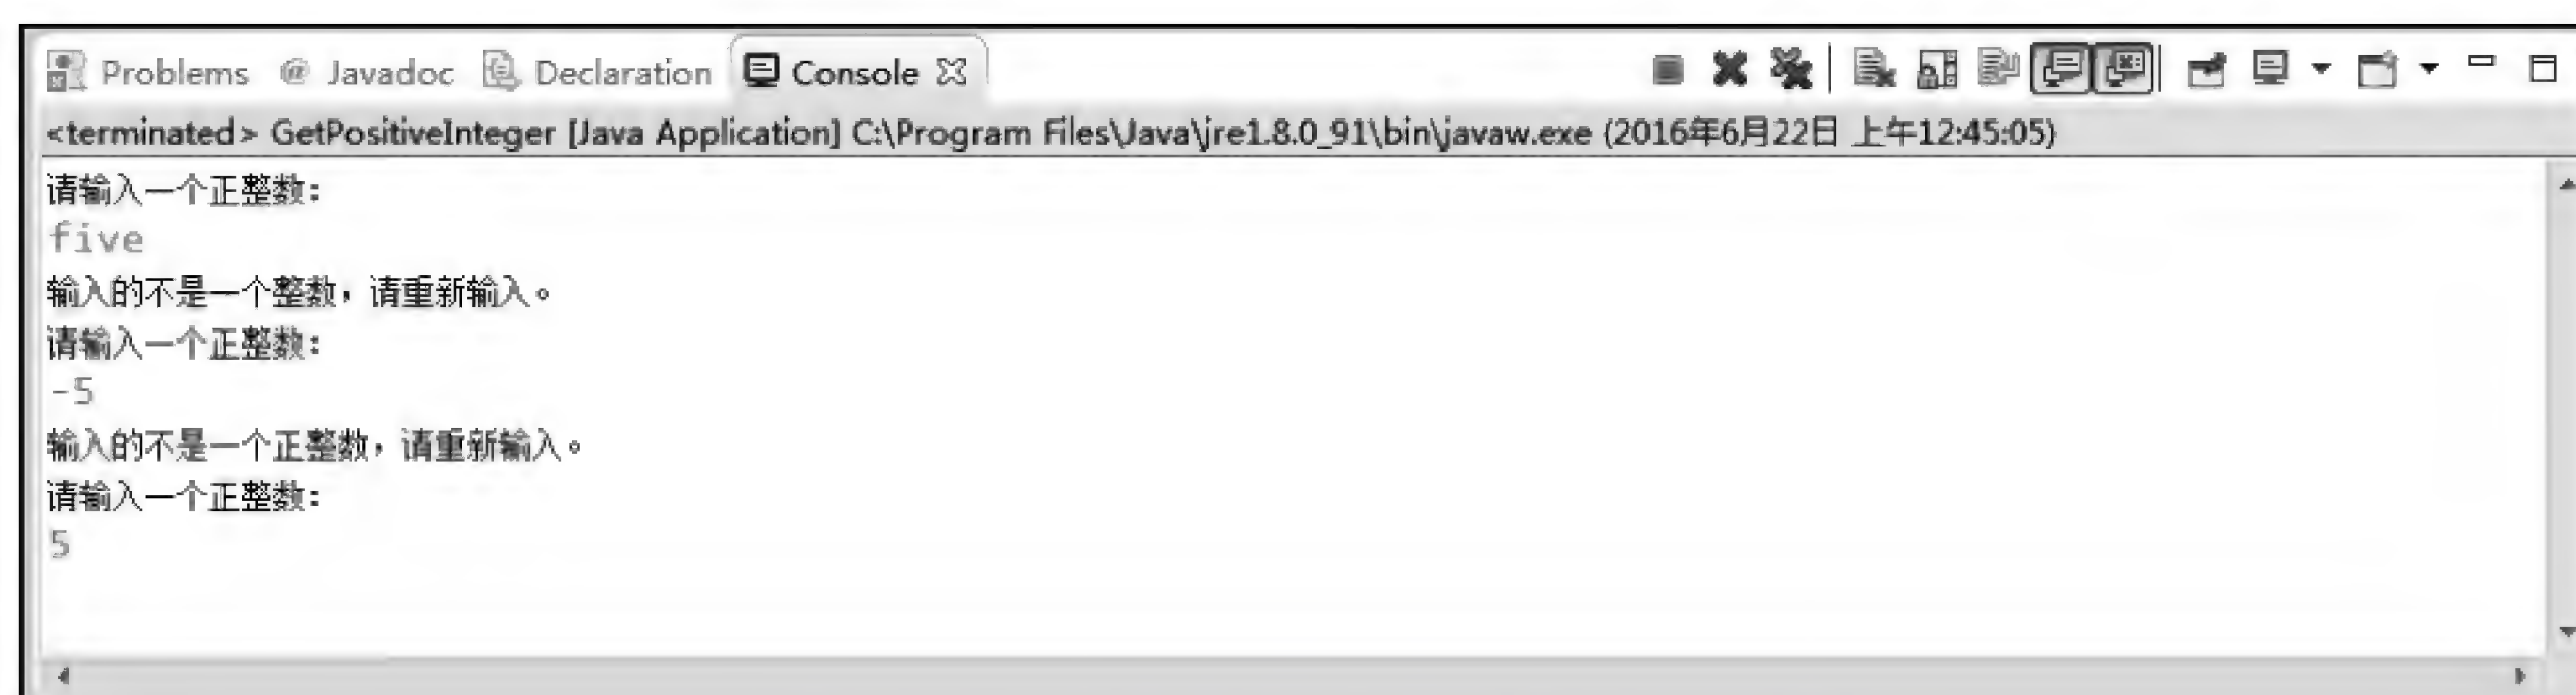 Problems @ Javadoc Declaration Console
<terminated> GetPositiveInteger [Java Application] C:\Program Files\Java\jre1.8.0_91\bin\javaw.exe (2016年6月22日 上午12:45:05)
请输入一个正整数：
five
输入的不是一个整数，请重新输入。
请输入一个正整数：
-5
输入的不是一个正整数，请重新输入。
请输入一个正整数：
5